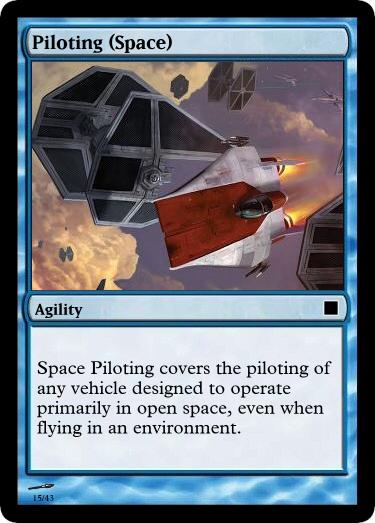 Piloting (Space)
Agility
Space Piloting covers the piloting of
any vehicle designed to operate
primarily in open space, even when
flying in an environment.
15/43